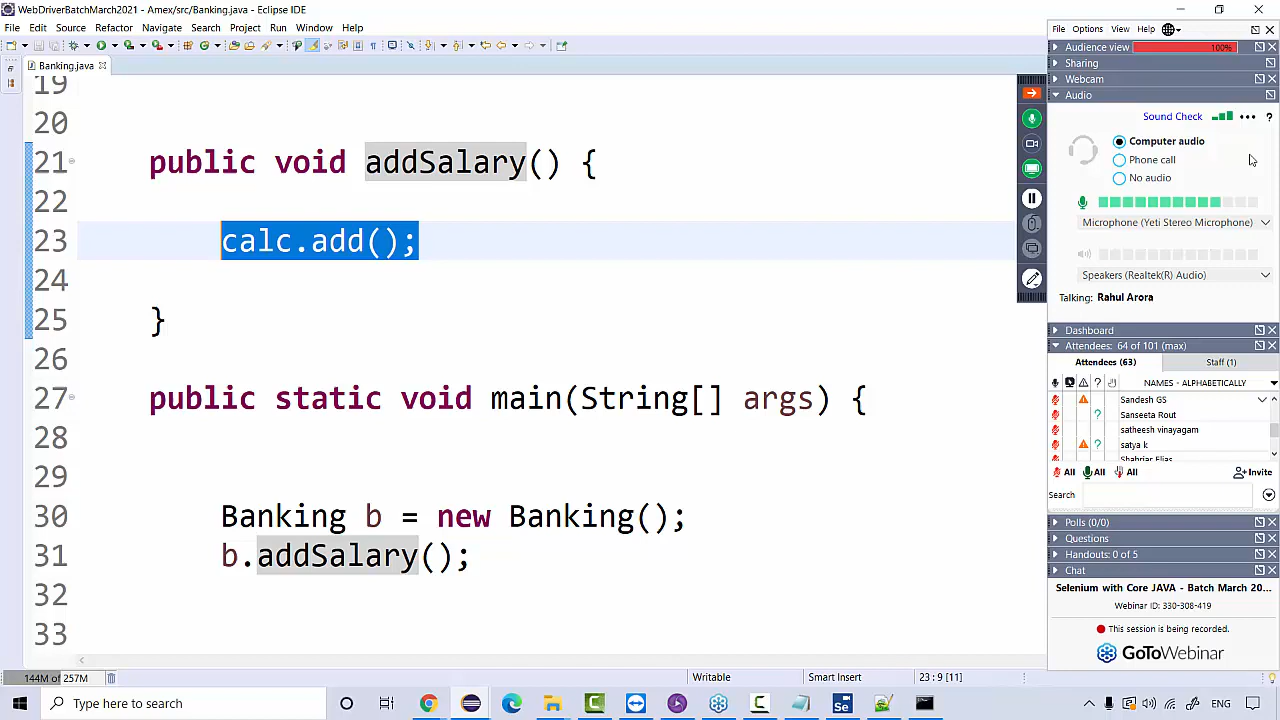 WebDriverBatchMarch2021 - Amex/src/Banking.java - Eclipse IDE
File Edit Source Refactor Navigate Search Project Run Window Help
Banking.java
19
20
21 public void addSalary() {
22
23 calc.add();
24
25 }
26
27 public static void main(String[] args) {
28
29
30 Banking b = new Banking();
31 b.addSalary();
32
33
144M of 257M
Writable
Smart Insert
23 : 9 [11]
File Options View Help
Audience view 100%
Sharing
Webcam
Audio
Sound Check ?
Computer audio
Phone call
No audio
Microphone (Yeti Stereo Microphone)
Speakers (Realtek(R) Audio)
Talking: Rahul Arora
Dashboard
Attendees: 64 of 101 (max)
Attendees (63) Staff (1)
? NAMES - ALPHABETICALLY
Sandesh GS
? Sanseeta Rout
satheesh vinayagam
? satya k
Shahriar Elias
All All All Invite
Search
Polls (0/0)
Questions
Handouts: 0 of 5
Chat
Selenium with Core JAVA - Batch March 20...
Webinar ID: 330-308-419
This session is being recorded.
GoToWebinar
Type here to search
Se
ENG